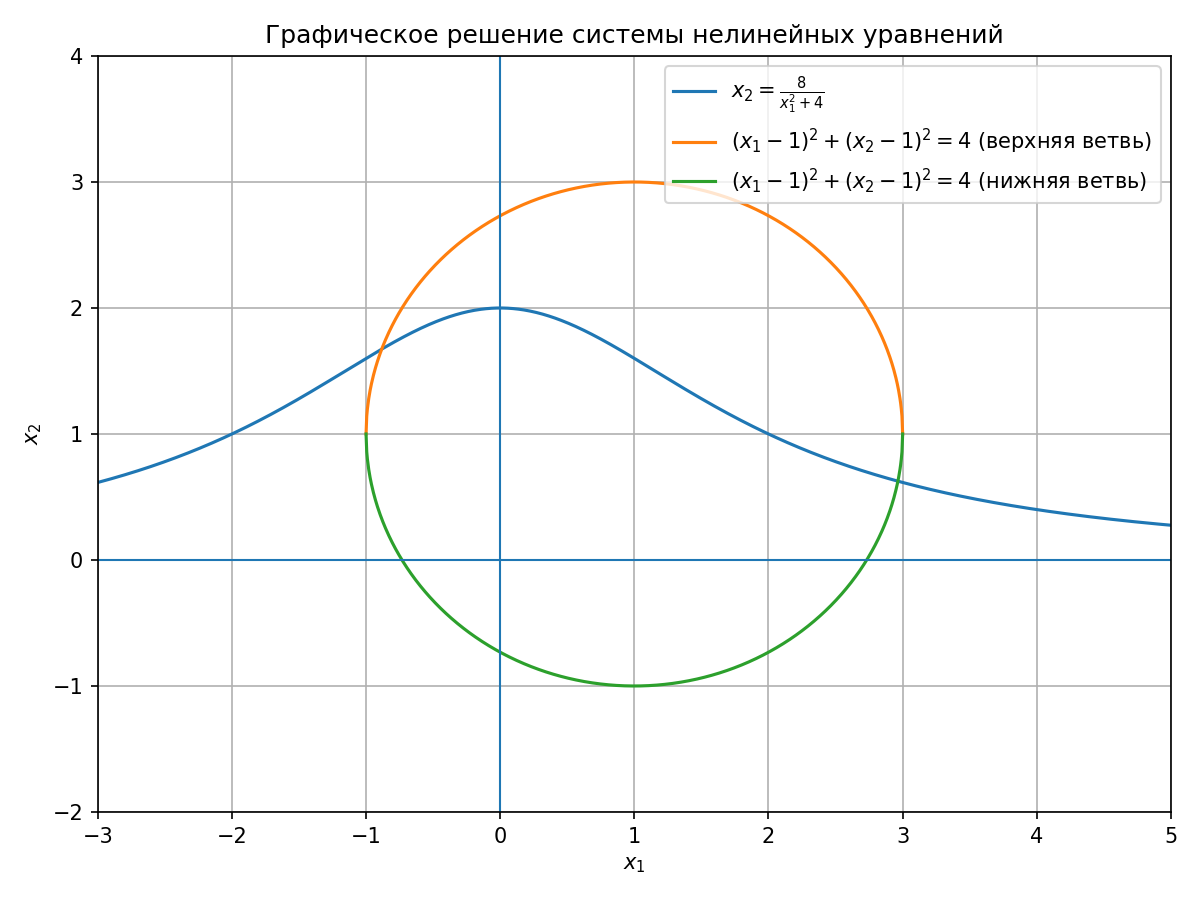 Графическое решение системы нелинейных уравнений
x₂ = 8/(x₁² + 4)
(x₁ − 1)² + (x₂ − 1)² = 4 (верхняя ветвь)
(x₁ − 1)² + (x₂ − 1)² = 4 (нижняя ветвь)
4
3
2
1
0
−1
−2
x₂
−3 −2 −1 0 1 2 3 4 5
x₁